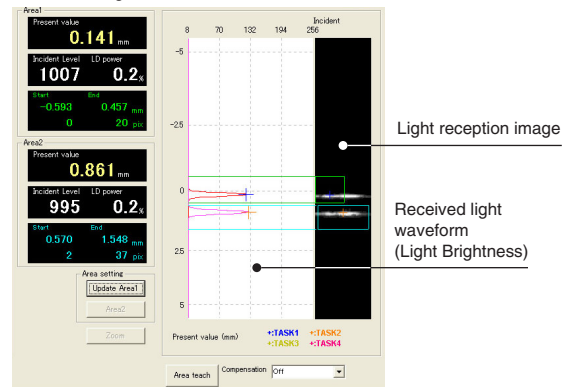 Area1
Present value
0.141 mm
Incident Level LD power
1007 0.2%
Start End
-0.593 0.457 mm
0 20 pix
Area2
Present value
0.861 mm
Incident Level LD power
995 0.2%
Start End
0.570 1.548 mm
2 37 pix
Area setting
Update Area1
Area2
Zoom
Incident
8 70 132 194 256
-5
-2.5
0
2.5
5
Present value (mm)
+:TASK1 +:TASK2
+:TASK3 +:TASK4
Area teach
Compensation Off
Light reception image
Received light
waveform
(Light Brightness)